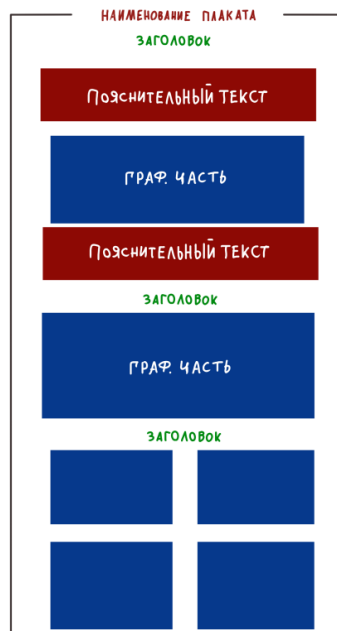 НАИМЕНОВАНИЕ ПЛАКАТА
ЗАГОЛОВОК
ПОЯСНИТЕЛЬНЫЙ ТЕКСТ
ГРАФ. ЧАСТЬ
ПОЯСНИТЕЛЬНЫЙ ТЕКСТ
ЗАГОЛОВОК
ГРАФ. ЧАСТЬ
ЗАГОЛОВОК